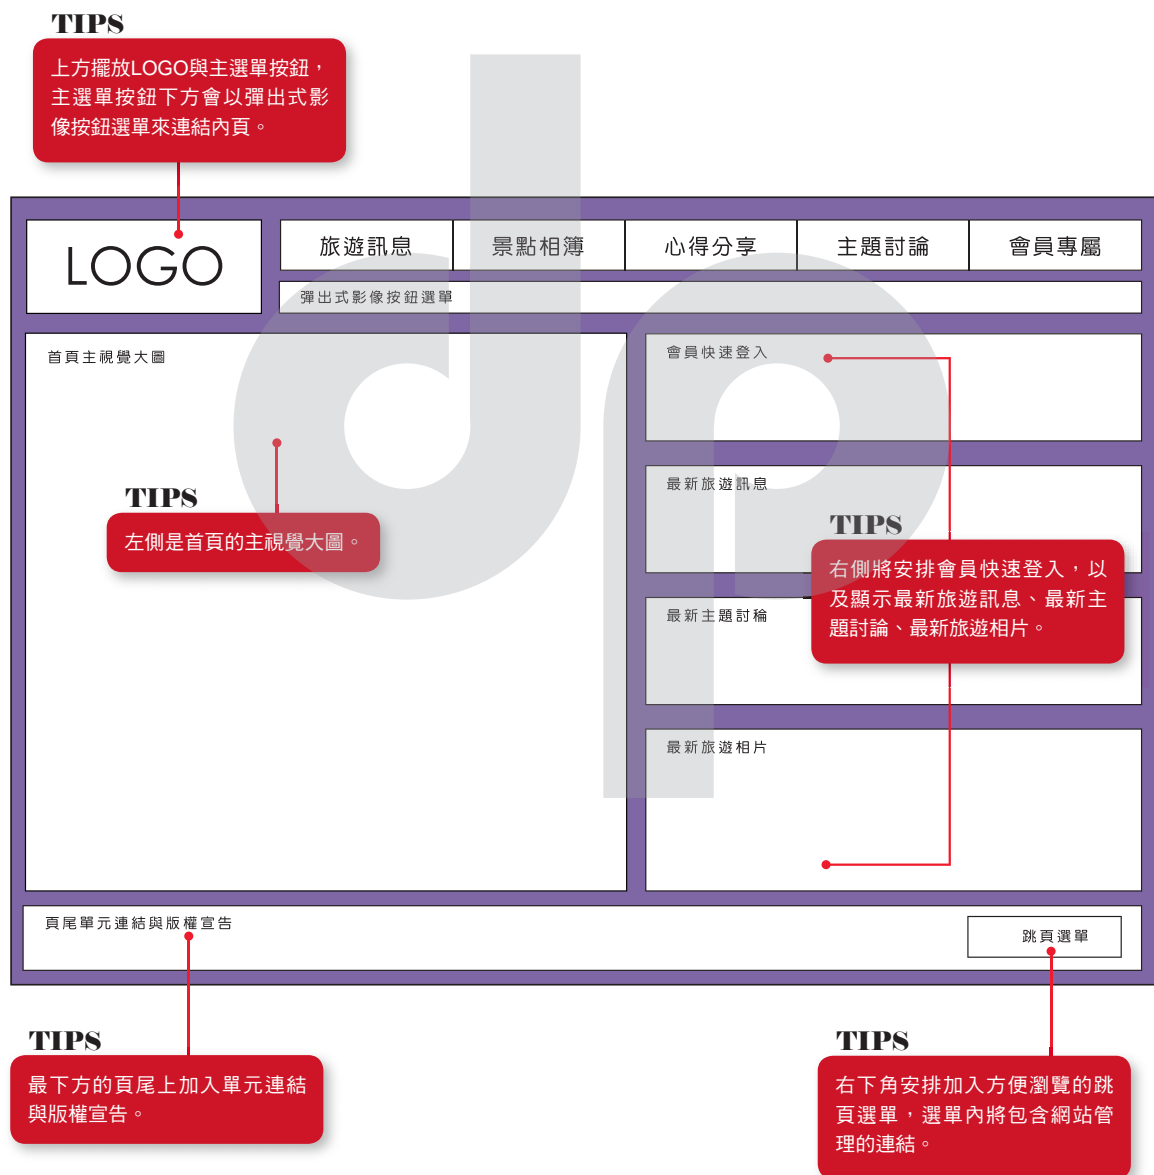 TIPS
上方擺放LOGO與主選單按鈕，
主選單按鈕下方會以彈出式影
像按鈕選單來連結內頁。
LOGO
旅遊訊息
景點相簿
心得分享
主題討論
會員專屬
彈出式影像按鈕選單
首頁主視覺大圖
TIPS
左側是首頁的主視覺大圖。
會員快速登入
最新旅遊訊息
TIPS
右側將安排會員快速登入，以
及顯示最新旅遊訊息、最新主
題討論、最新旅遊相片。
最新主題討稐
最新旅遊相片
頁尾單元連結與版權宣告
跳頁選單
TIPS
最下方的頁尾上加入單元連結
與版權宣告。
TIPS
右下角安排加入方便瀏覽的跳
頁選單，選單內將包含網站管
理的連結。
dp